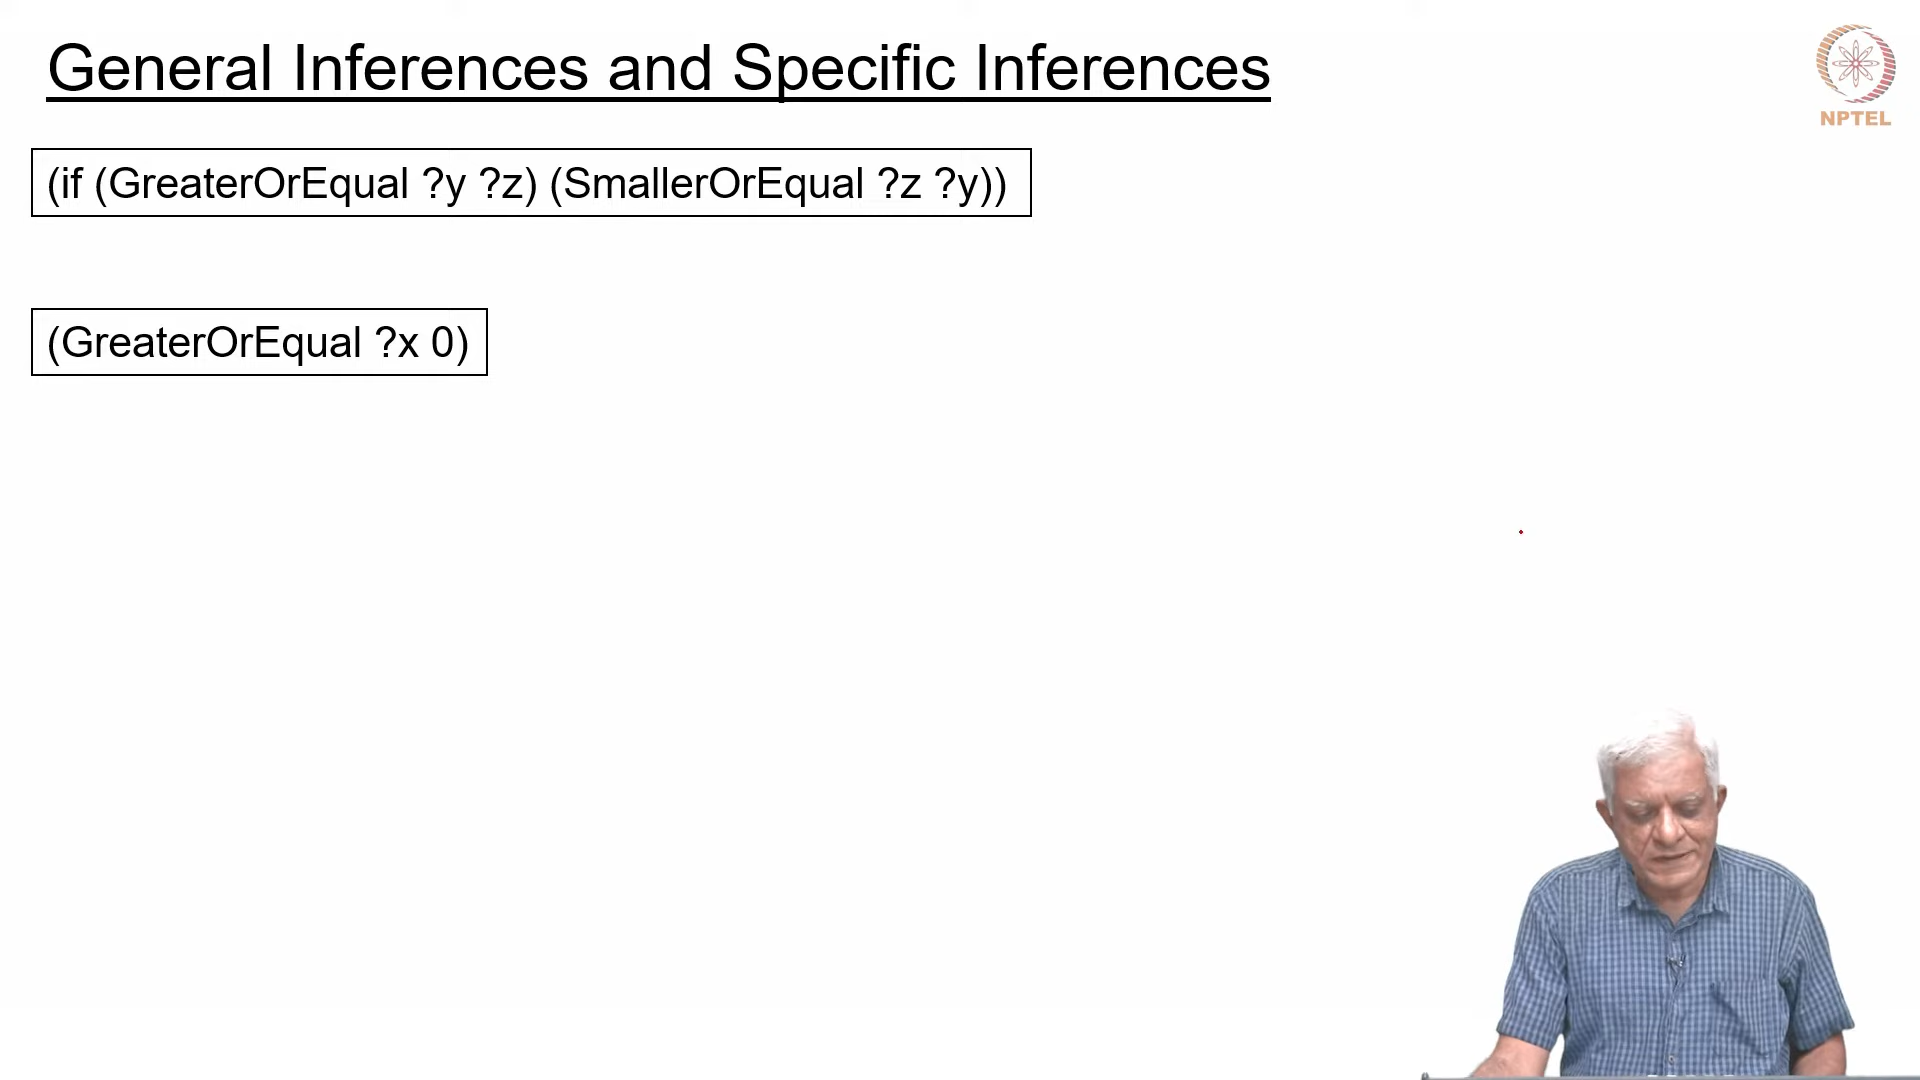 General Inferences and Specific Inferences
NPTEL
(if (GreaterOrEqual ?y ?z) (SmallerOrEqual ?z ?y))
(GreaterOrEqual ?x 0)